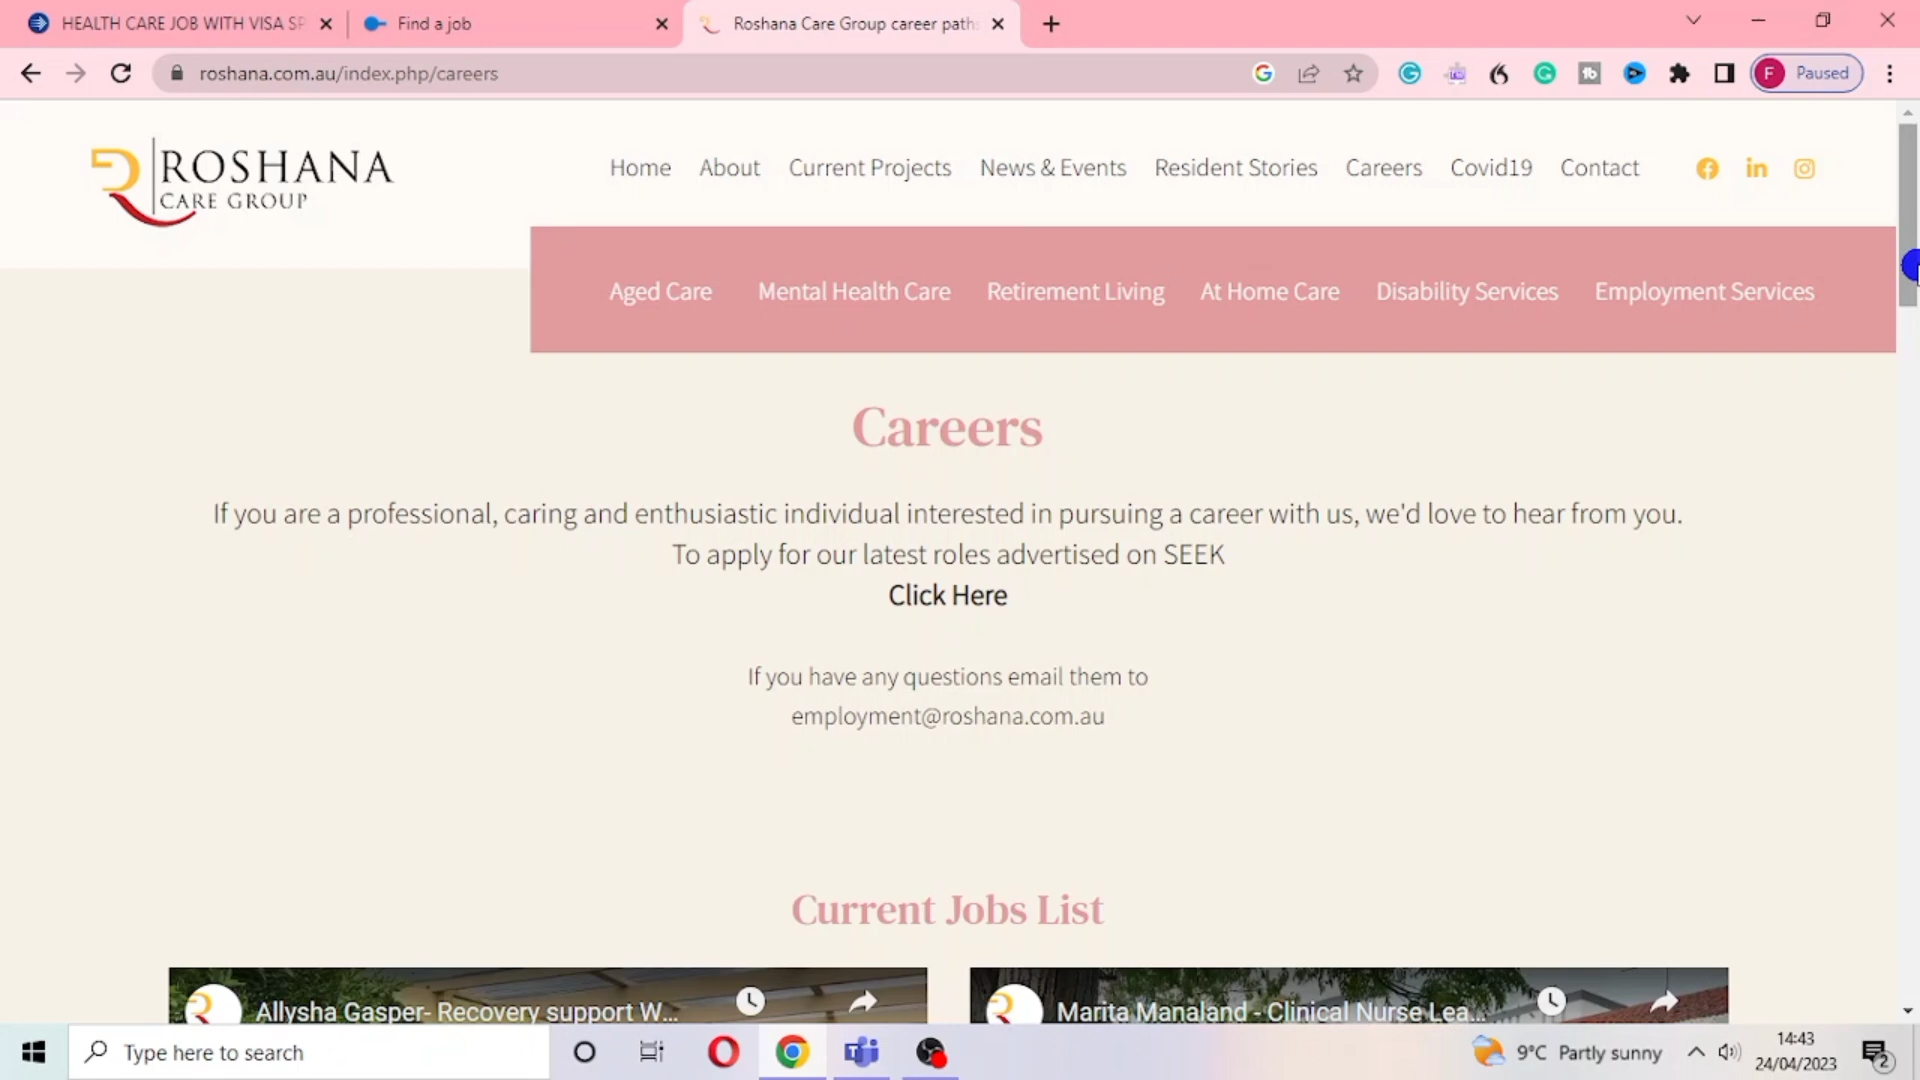 HEALTH CARE JOB WITH VISA SP
Find a job
Roshana Care Group career path
roshana.com.au/index.php/careers
F Paused
ROSHANA
CARE GROUP
Home About Current Projects News & Events Resident Stories Careers Covid19 Contact
Aged Care Mental Health Care Retirement Living At Home Care Disability Services Employment Services
Careers
If you are a professional, caring and enthusiastic individual interested in pursuing a career with us, we'd love to hear from you.
To apply for our latest roles advertised on SEEK
Click Here
If you have any questions email them to
employment@roshana.com.au
Current Jobs List
Allysha Gasper- Recovery support W...
Marita Manaland - Clinical Nurse Lea...
Type here to search
9°C Partly sunny
14:43
24/04/2023
2